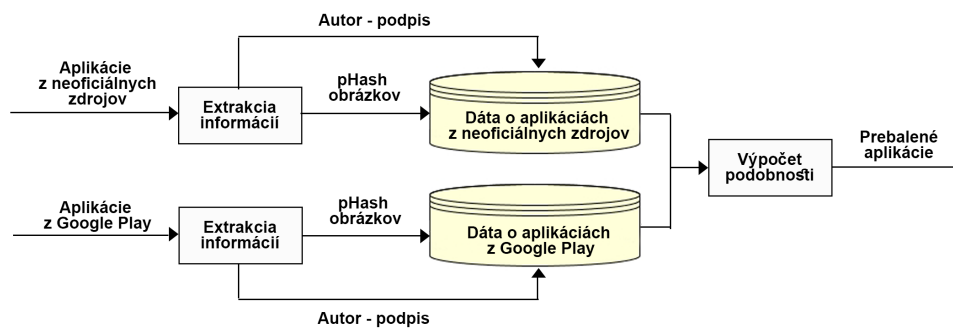 Autor - podpis
Aplikácie
z neoficiálnych
zdrojov
Extrakcia
informácií
pHash
obrázkov
Dáta o aplikáciách
z neoficiálnych zdrojov
Výpočet
podobnosti
Prebalené
aplikácie
Aplikácie
z Google Play
Extrakcia
informácií
pHash
obrázkov
Dáta o aplikáciách
z Google Play
Autor - podpis